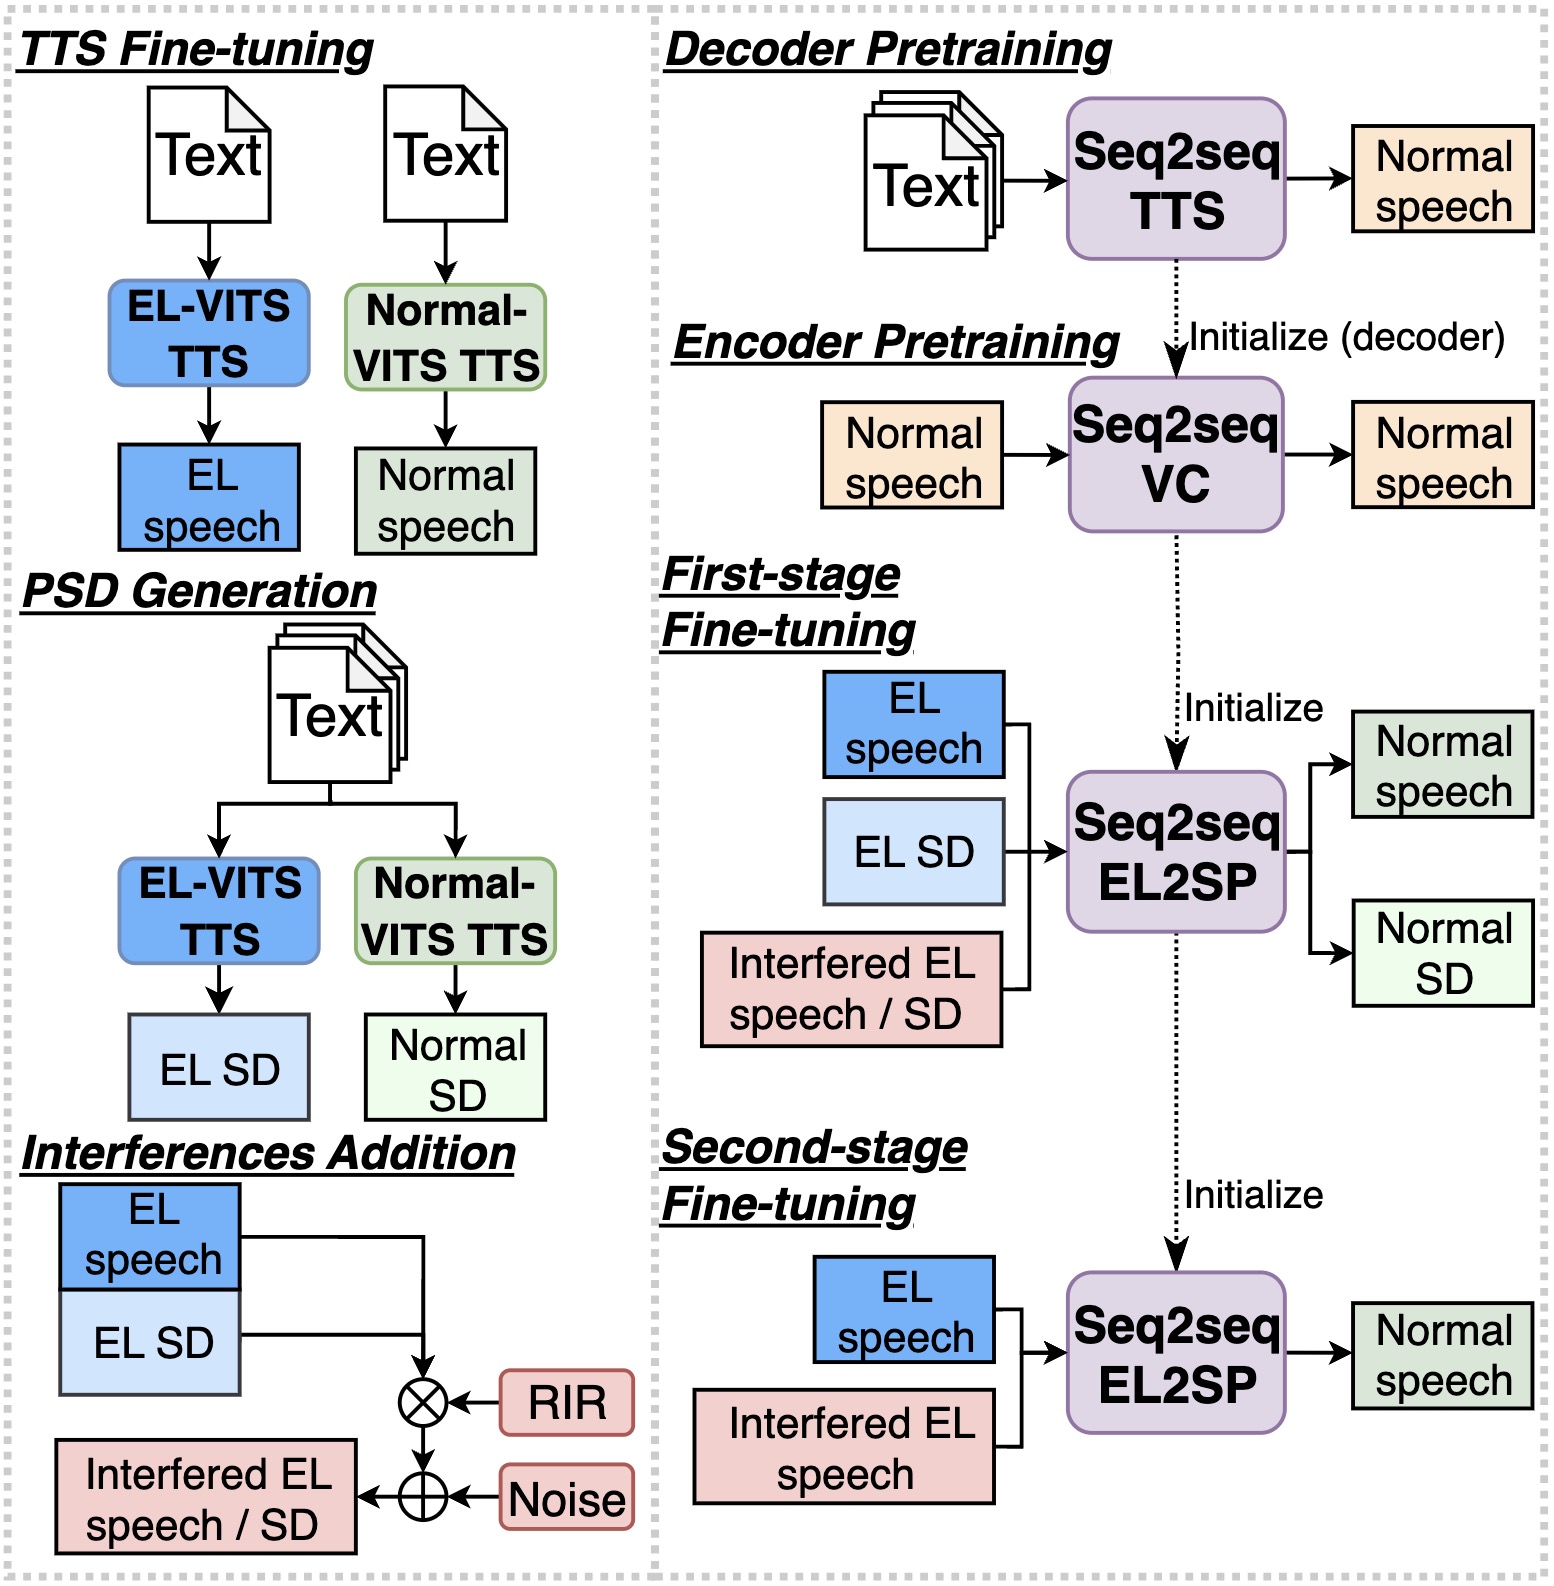 TTS Fine-tuning
Text
Text
EL-VITS
TTS
Normal-
VITS TTS
EL
speech
Normal
speech
PSD Generation
Text
EL-VITS
TTS
Normal-
VITS TTS
EL SD
Normal
SD
Interferences Addition
EL
speech
EL SD
RIR
Interfered EL
speech / SD
Noise
Decoder Pretraining
Text
Seq2seq
TTS
Normal
speech
Initialize (decoder)
Encoder Pretraining
Normal
speech
Seq2seq
VC
Normal
speech
First-stage
Fine-tuning
Initialize
EL
speech
EL SD
Interfered EL
speech / SD
Seq2seq
EL2SP
Normal
speech
Normal
SD
Second-stage
Fine-tuning
Initialize
EL
speech
Interfered EL
speech
Seq2seq
EL2SP
Normal
speech